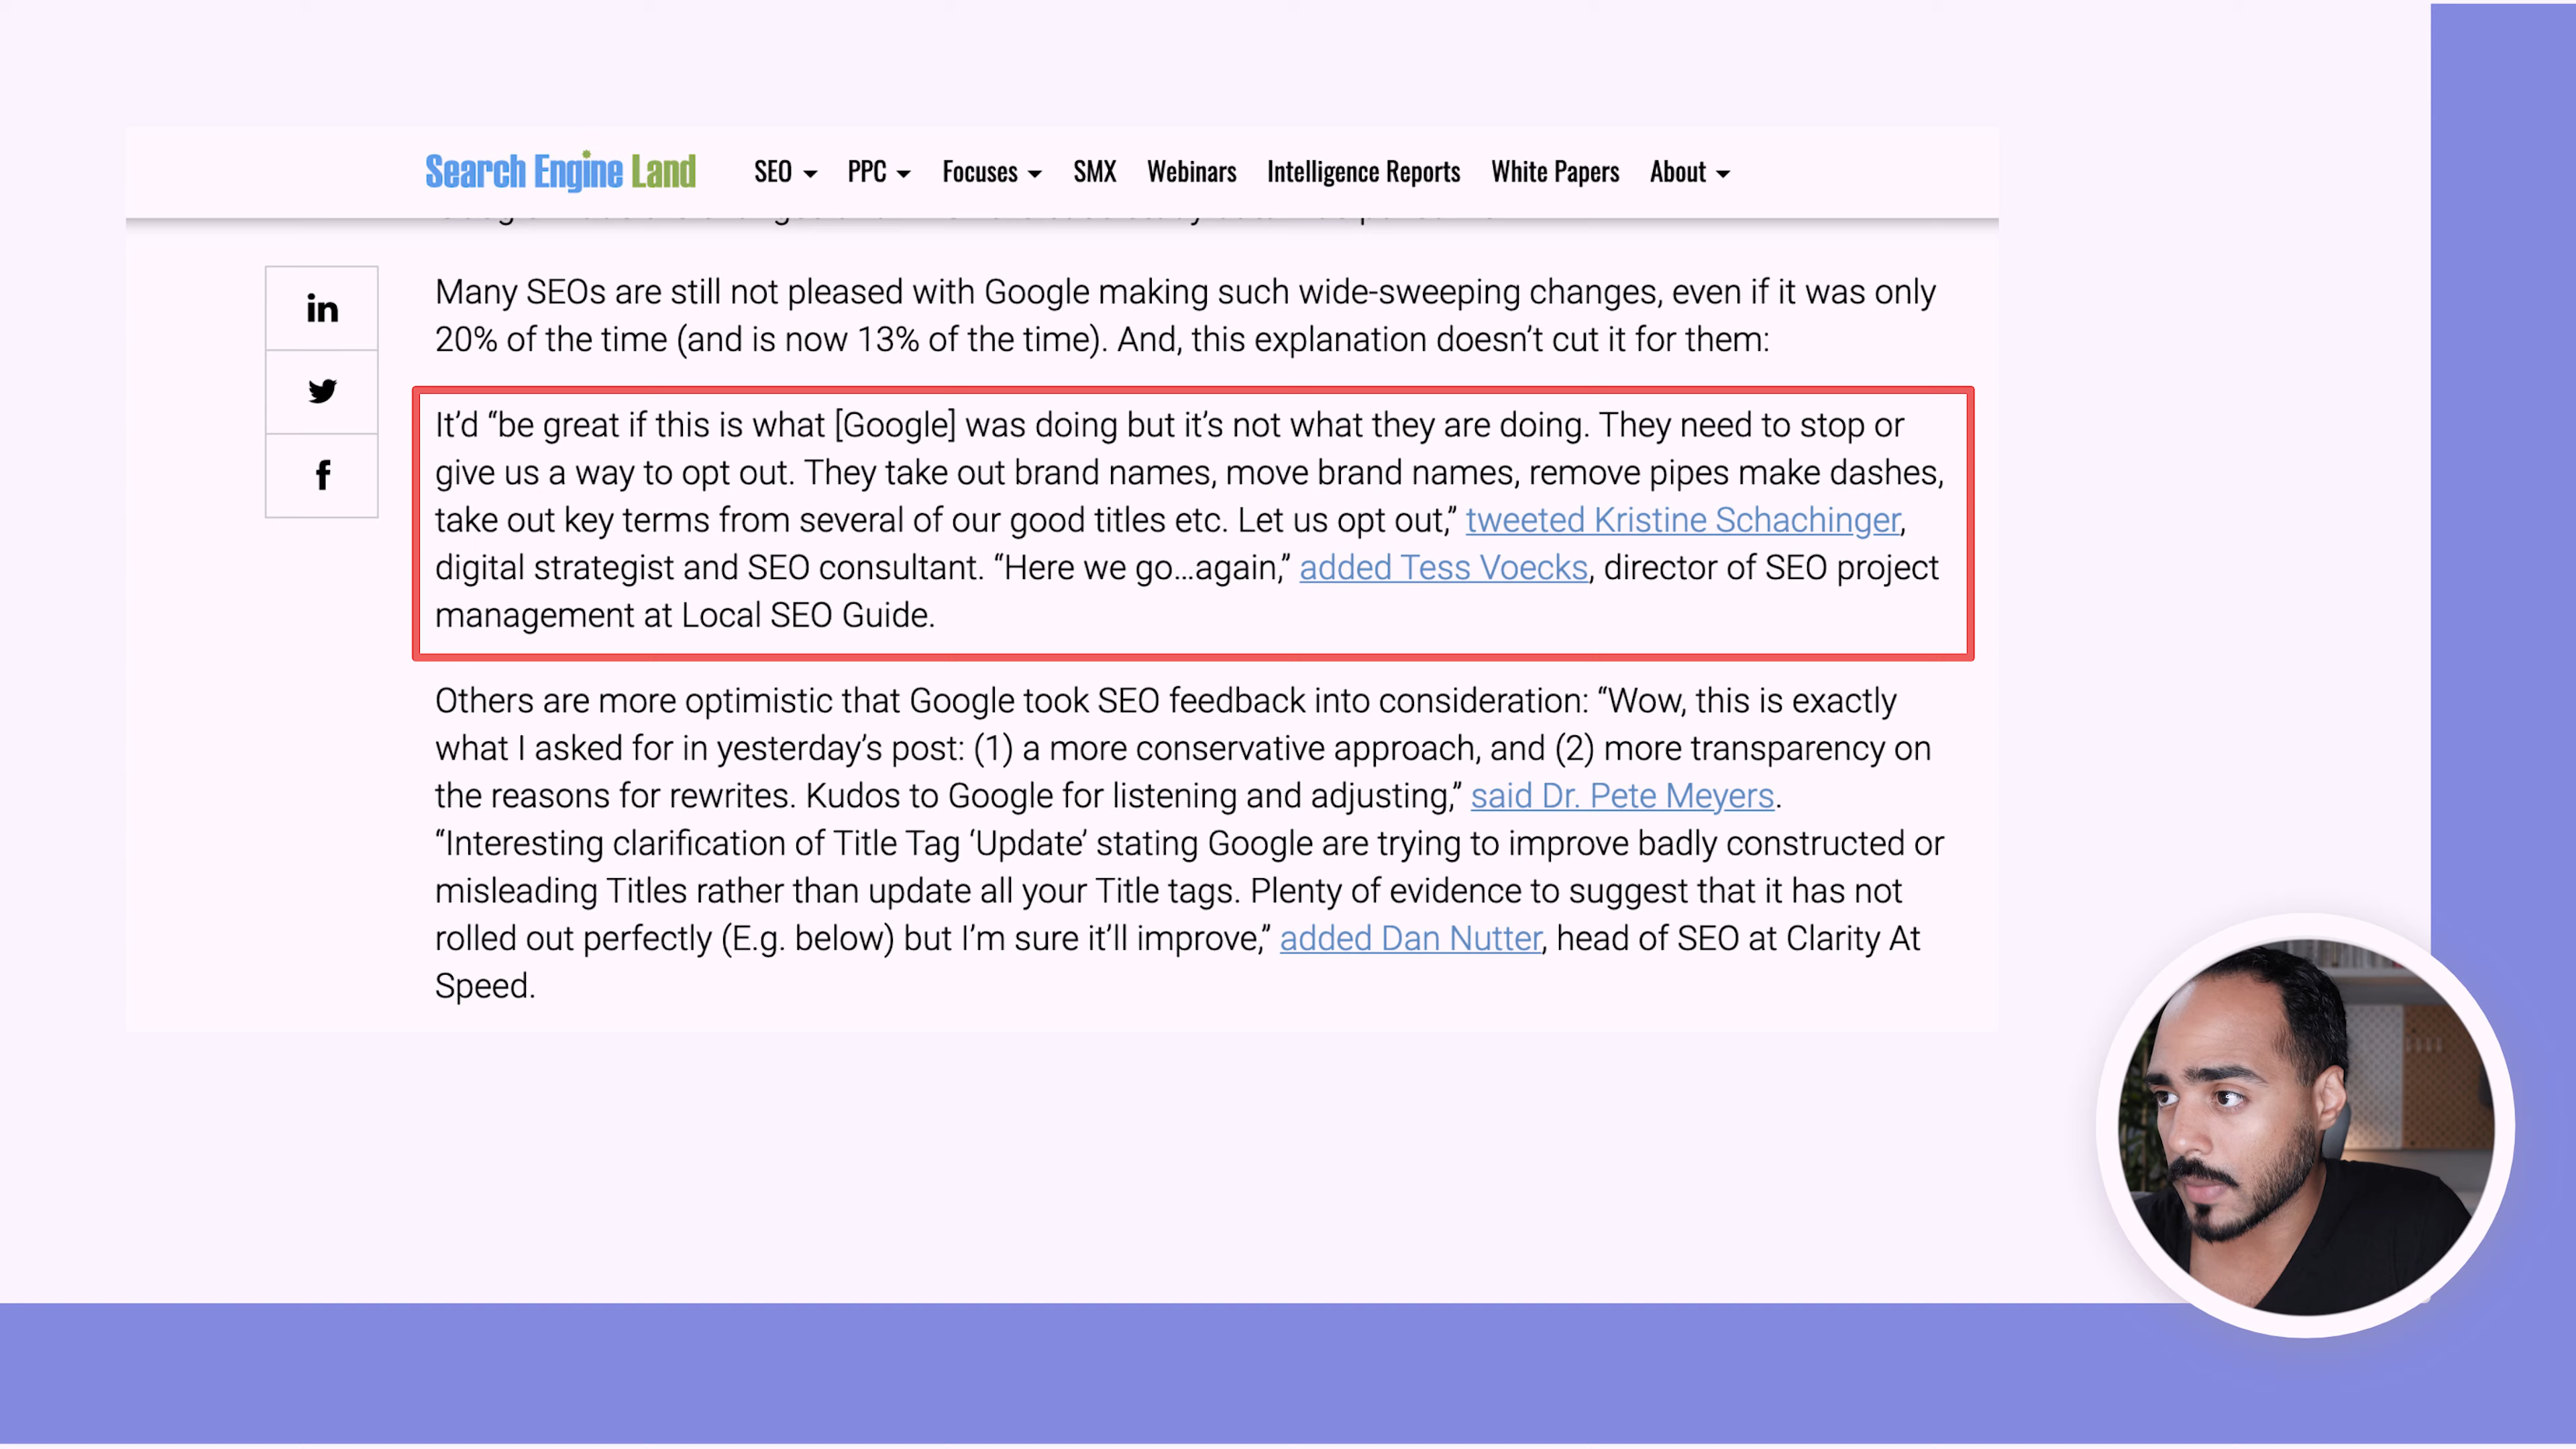 Search Engine Land SEO PPC Focuses SMX Webinars Intelligence Reports White Papers About
Many SEOs are still not pleased with Google making such wide-sweeping changes, even if it was only
20% of the time (and is now 13% of the time). And, this explanation doesn’t cut it for them:
It’d “be great if this is what [Google] was doing but it’s not what they are doing. They need to stop or
give us a way to opt out. They take out brand names, move brand names, remove pipes make dashes,
take out key terms from several of our good titles etc. Let us opt out,” tweeted Kristine Schachinger,
digital strategist and SEO consultant. “Here we go…again,” added Tess Voecks, director of SEO project
management at Local SEO Guide.
Others are more optimistic that Google took SEO feedback into consideration: “Wow, this is exactly
what I asked for in yesterday’s post: (1) a more conservative approach, and (2) more transparency on
the reasons for rewrites. Kudos to Google for listening and adjusting,” said Dr. Pete Meyers.
“Interesting clarification of Title Tag ‘Update’ stating Google are trying to improve badly constructed or
misleading Titles rather than update all your Title tags. Plenty of evidence to suggest that it has not
rolled out perfectly (E.g. below) but I’m sure it’ll improve,” added Dan Nutter, head of SEO at Clarity At
Speed.